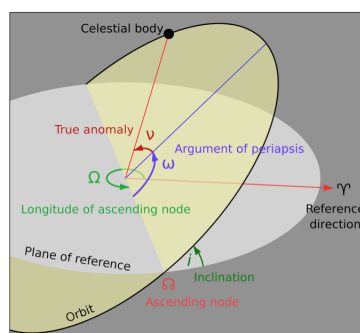 Celestial body
True anomaly
ν
Argument of periapsis
ω
Ω
♈
Longitude of ascending node
Reference
direction
Plane of reference
i
Inclination
☊
Ascending node
Orbit